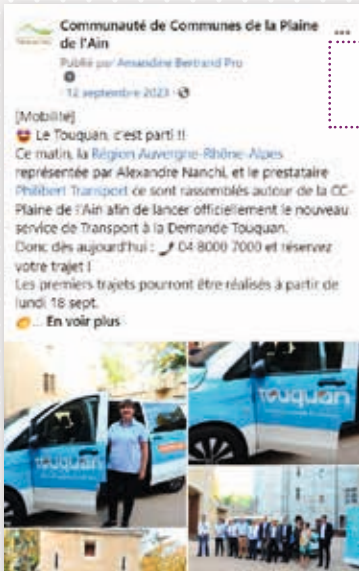 Communauté de Communes de la Plaine
de l'Ain
Publié par Amandine Bertrand Pro
12 septembre 2023 ·
[Mobilité]
😍 Le Touquan, c'est parti !!
Ce matin, la Région Auvergne-Rhône-Alpes
représentée par Alexandre Nanchi, et le prestataire
Philibert Transport ce sont rassemblés autour de la CC
Plaine de l'Ain afin de lancer officiellement le nouveau
service de Transport à la Demande Touquan.
Donc dès aujourd'hui : 📞 04 8000 7000 et réservez
votre trajet !
Les premiers trajets pourront être réalisés à partir de
lundi 18 sept.
... En voir plus
touquan
touquan